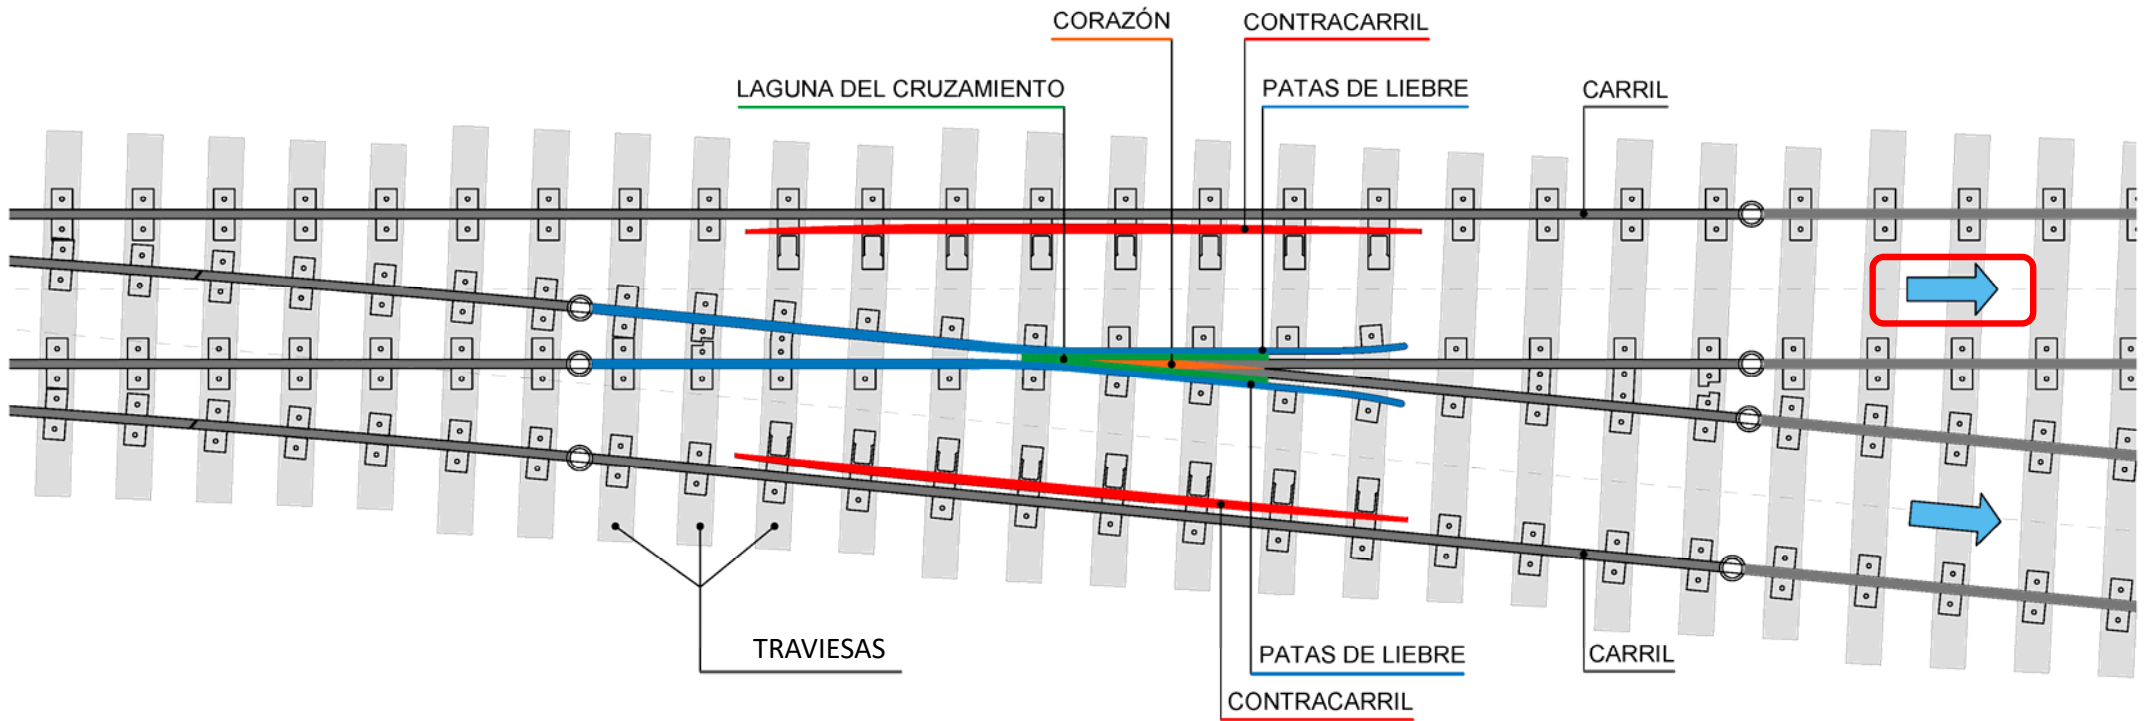 CORAZÓN
CONTRACARRIL
LAGUNA DEL CRUZAMIENTO
PATAS DE LIEBRE
CARRIL
TRAVIESAS
PATAS DE LIEBRE
CARRIL
CONTRACARRIL